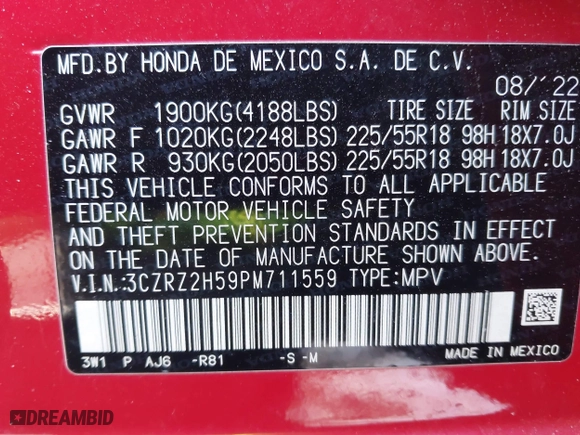 MFD.BY HONDA DE MEXICO S.A. DE C.V.
08/'22
GVWR 1900KG(4188LBS) TIRE SIZE RIM SIZE
GAWR F 1020KG(2248LBS) 225/55R18 98H 18X7.0J
GAWR R 930KG(2050LBS) 225/55R18 98H 18X7.0J
THIS VEHICLE CONFORMS TO ALL APPLICABLE
FEDERAL MOTOR VEHICLE SAFETY
AND THEFT PREVENTION STANDARDS IN EFFECT
ON THE DATE OF MANUFACTURE SHOWN ABOVE.
V.I.N.:3CZRZ2H59PM711559 TYPE:MPV
3W1 P AJ6 -R81 -S-M
MADE IN MEXICO
DREAMBID